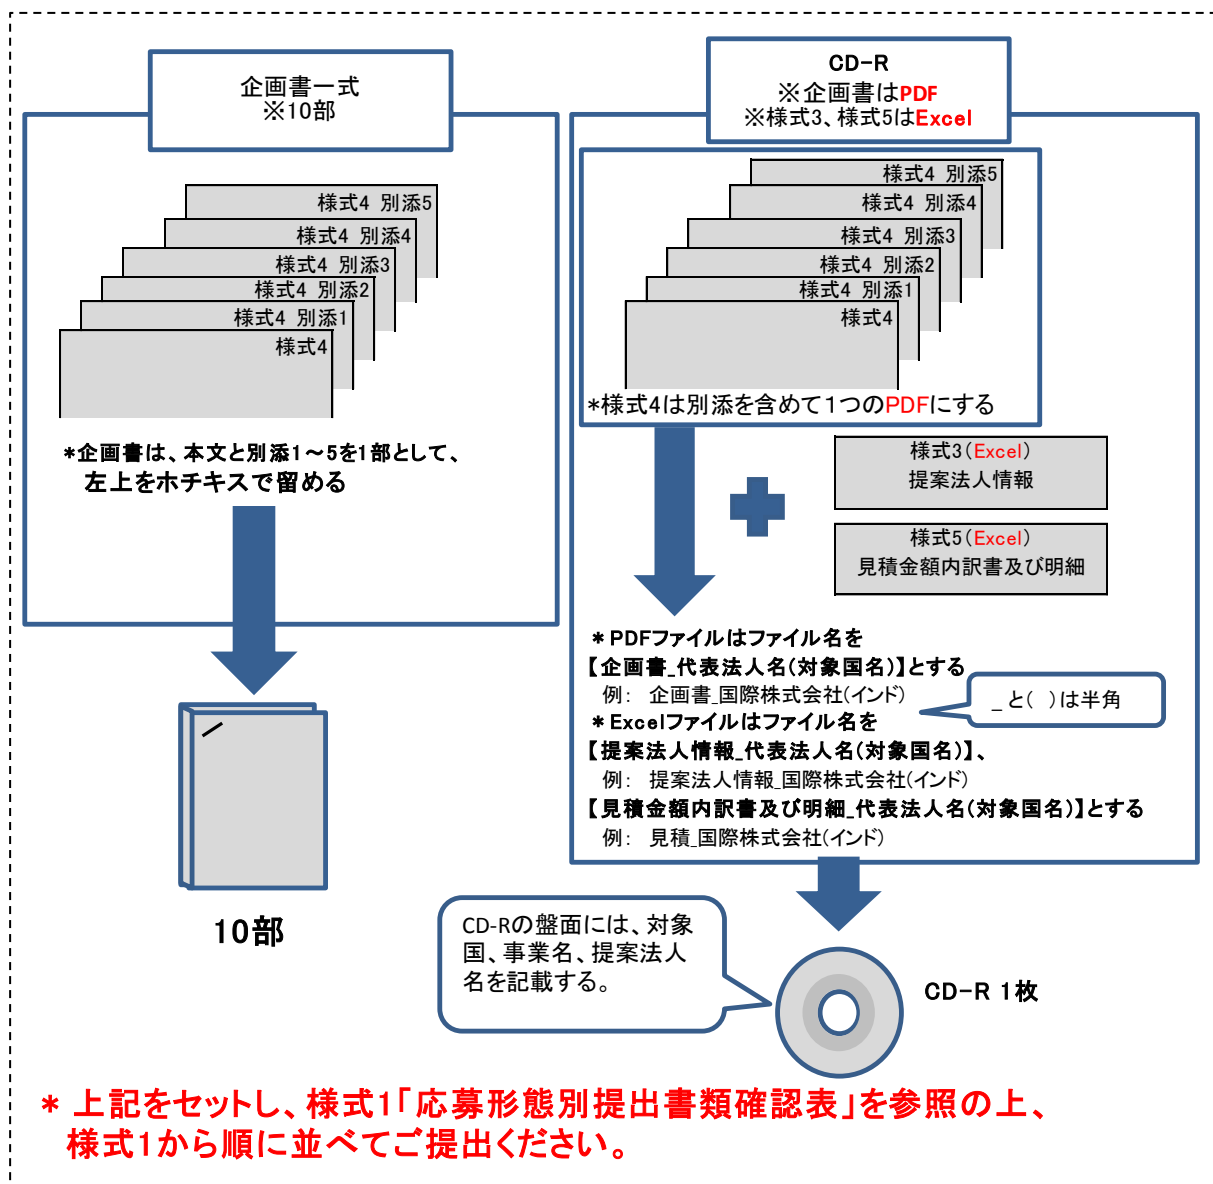 企画書一式
※10部
様式4 別添5
様式4 別添4
様式4 別添3
様式4 別添2
様式4 別添1
様式4
*企画書は、本文と別添1～5を1部として、
左上をホチキスで留める
10部
CD-R
※企画書はPDF
※様式3、様式5はExcel
様式4 別添5
様式4 別添4
様式4 別添3
様式4 別添2
様式4 別添1
様式4
*様式4は別添を含めて１つのPDFにする
様式3(Excel)
提案法人情報
様式5(Excel)
見積金額内訳書及び明細
* PDFファイルはファイル名を
【企画書_代表法人名(対象国名)】とする
例： 企画書_国際株式会社(インド)
* Excelファイルはファイル名を
【提案法人情報_代表法人名(対象国名)】、
例： 提案法人情報_国際株式会社(インド)
【見積金額内訳書及び明細_代表法人名(対象国名)】とする
例： 見積_国際株式会社(インド)
_と( )は半角
CD-Rの盤面には、対象
国、事業名、提案法人
名を記載する。
CD-R 1枚
* 上記をセットし、様式1「応募形態別提出書類確認表」を参照の上、
様式1から順に並べてご提出ください。